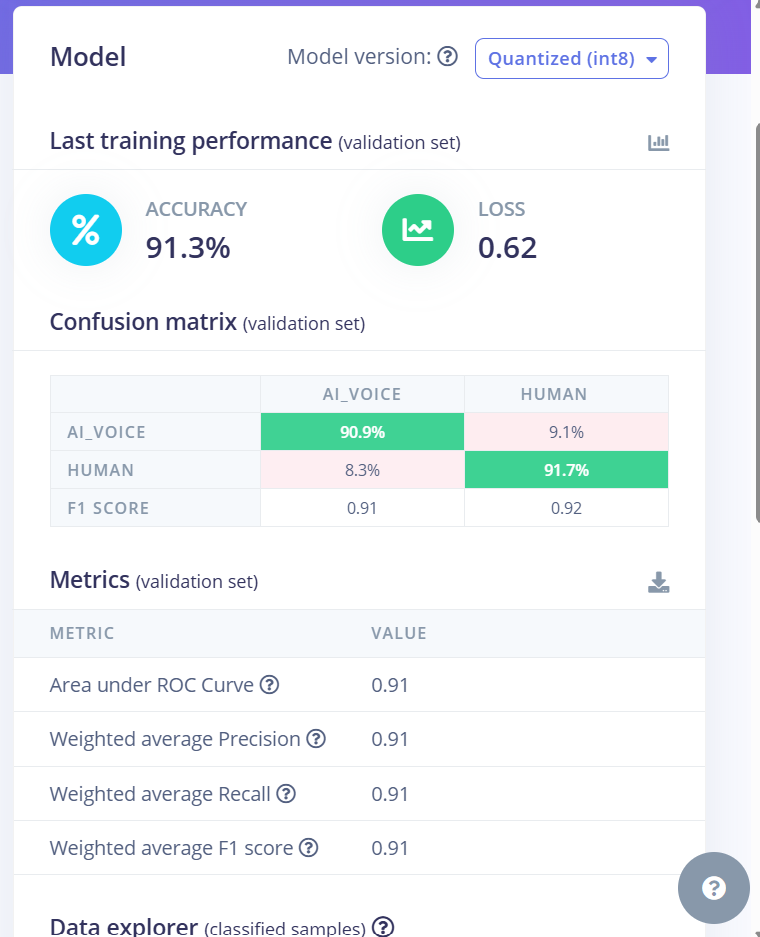 Model
Model version: ?
Quantized (int8)
Last training performance (validation set)
%
ACCURACY
91.3%
LOSS
0.62
Confusion matrix (validation set)
AI_VOICE HUMAN
AI_VOICE 90.9% 9.1%
HUMAN 8.3% 91.7%
F1 SCORE 0.91 0.92
Metrics (validation set)
METRIC VALUE
Area under ROC Curve ? 0.91
Weighted average Precision ? 0.91
Weighted average Recall ? 0.91
Weighted average F1 score ? 0.91
?
Data explorer (classified samples) ?